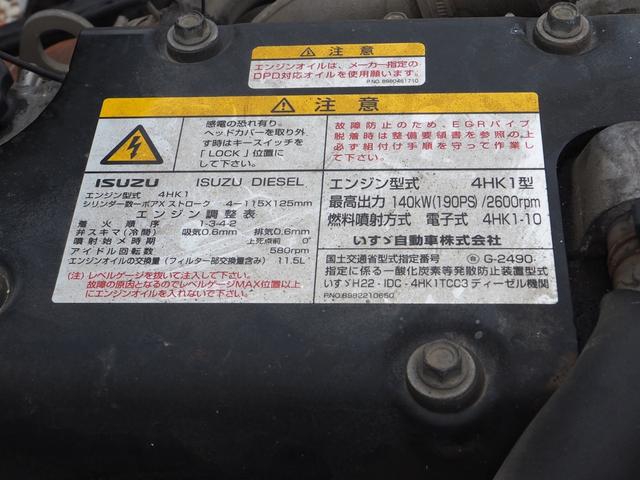 注意
エンジンオイルは、メーカー指定の
DPD対応オイルを使用願います。
P.NO. 8980481710
注意
感電の恐れ有り。
ヘッドカバーを取り外
す時はキースイッチを
「LOCK」位置に
して下さい。
故障防止のため、EGRパイプ
脱着時は整備要領書を参照の上
必ず組付け手順を守って作業し
て下さい。
ISUZU ISUZU DIESEL
エンジン型式 4HK1
シリンダー数-ボアXストローク 4-115X125mm
エンジン調整表
着火順序 1-3-4-2
弁スキマ(冷間) 吸気0.6mm 排気0.6mm
噴射始メ時期 上死点前 0°
アイドル回転数 580rpm
エンジンオイルの交換量(フィルター部交換量含み) 11.5L
(注)レベルゲージを抜いて注入して下さい。
故障の原因となるのでレベルゲージMAX位置以上
にエンジンオイルを入れないで下さい。
エンジン型式 4HK1型
最高出力 140kW(190PS)/2600rpm
燃料噴射方式 電子式 4HK1-10
いすゞ自動車株式会社
国土交通省型式指定番号 G-2490
指定に係る一酸化炭素等発散防止装置型式
いすゞH22-IDC-4HK1TCC3ディーゼル機関
P.NO.8982210650